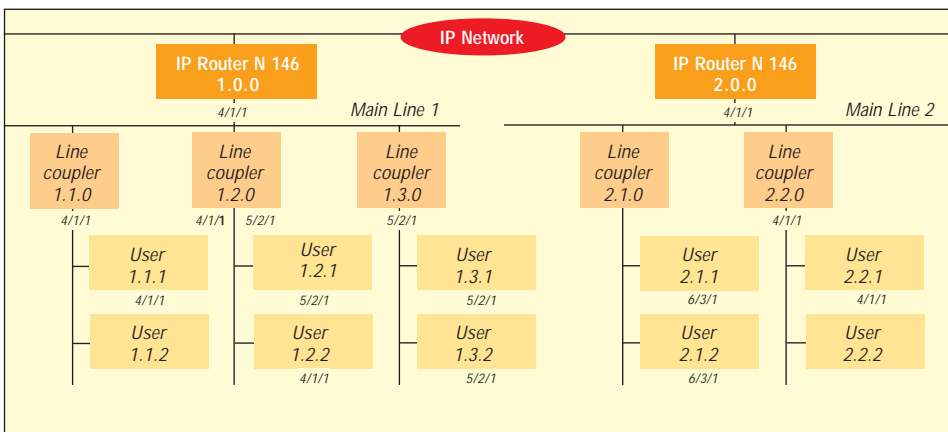 IP Network
IP Router N 146
1.0.0
4/1/1
Main Line 1
IP Router N 146
2.0.0
4/1/1
Main Line 2
Line
coupler
1.1.0
4/1/1
Line
coupler
1.2.0
4/1/1 5/2/1
Line
coupler
1.3.0
5/2/1
Line
coupler
2.1.0
Line
coupler
2.2.0
4/1/1
User
1.1.1
4/1/1
User
1.2.1
5/2/1
User
1.3.1
5/2/1
User
2.1.1
6/3/1
User
2.2.1
4/1/1
User
1.1.2
User
1.2.2
4/1/1
User
1.3.2
5/2/1
User
2.1.2
6/3/1
User
2.2.2